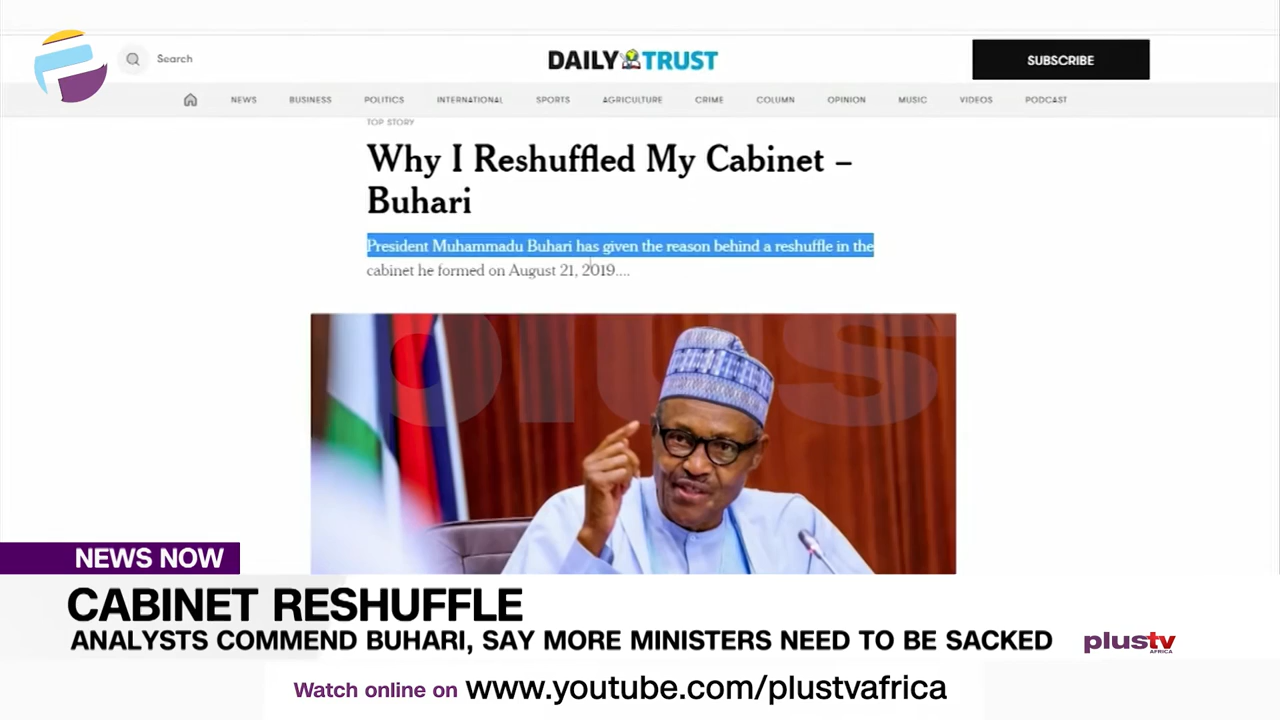 Search
DAILY TRUST
SUBSCRIBE
NEWS BUSINESS POLITICS INTERNATIONAL SPORTS AGRICULTURE CRIME COLUMN OPINION MUSIC VIDEOS PODCAST
TOP STORY
Why I Reshuffled My Cabinet –
Buhari
President Muhammadu Buhari has given the reason behind a reshuffle in the
cabinet he formed on August 21, 2019....
plus
NEWS NOW
CABINET RESHUFFLE
ANALYSTS COMMEND BUHARI, SAY MORE MINISTERS NEED TO BE SACKED
plustv
AFRICA
Watch online on www.youtube.com/plustvafrica